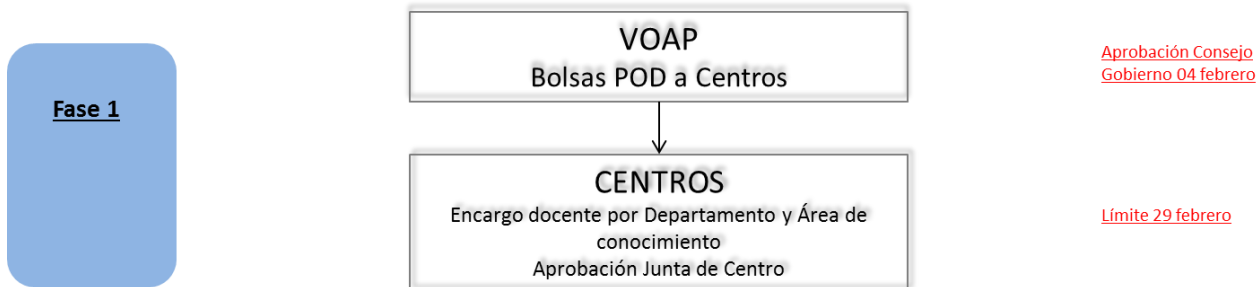 Fase 1
VOAP
Bolsas POD a Centros
Aprobación Consejo
Gobierno 04 febrero
CENTROS
Encargo docente por Departamento y Área de
conocimiento
Aprobación Junta de Centro
Límite 29 febrero